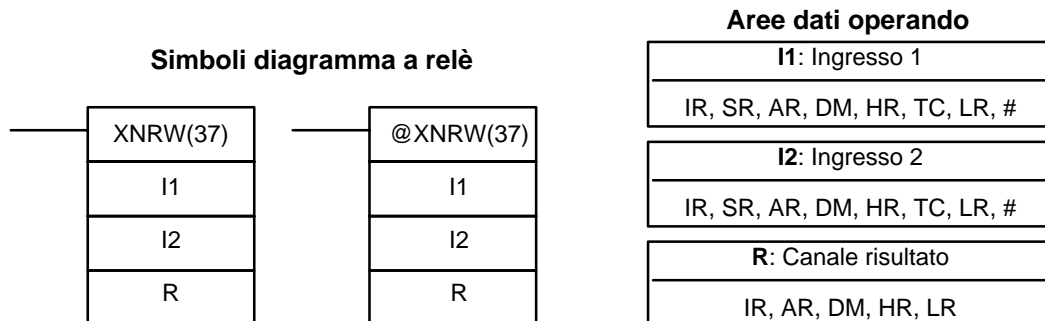 Simboli diagramma a relè
XNRW(37)
I1
I2
R
@XNRW(37)
I1
I2
R
Aree dati operando
I1: Ingresso 1
IR, SR, AR, DM, HR, TC, LR, #
I2: Ingresso 2
IR, SR, AR, DM, HR, TC, LR, #
R: Canale risultato
IR, AR, DM, HR, LR